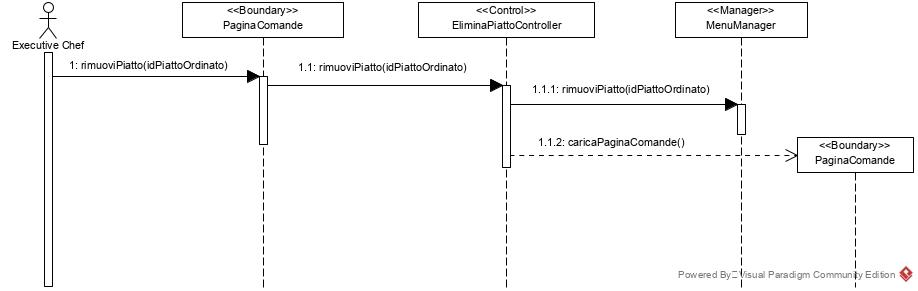 <<Boundary>>
PaginaComande
<<Control>>
EliminaPiattoController
<<Manager>>
MenuManager
Executive Chef
1: rimuoviPiatto(idPiattoOrdinato)
1.1: rimuoviPiatto(idPiattoOrdinato)
1.1.1: rimuoviPiatto(idPiattoOrdinato)
1.1.2: caricaPaginaComande()
<<Boundary>>
PaginaComande
Powered By Visual Paradigm Community Edition